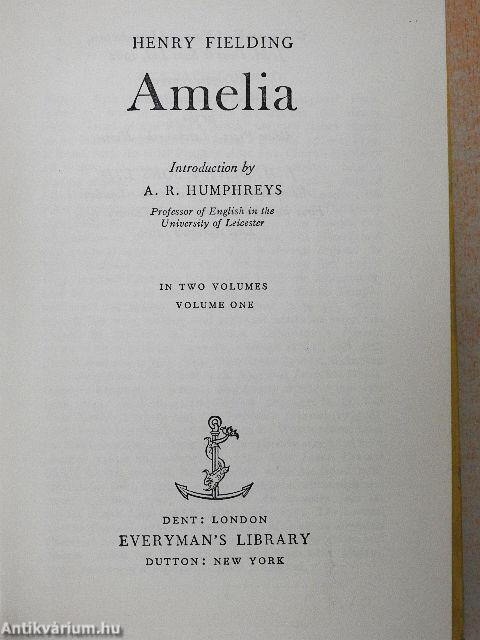 HENRY FIELDING
Amelia
Introduction by
A. R. HUMPHREYS
Professor of English in the
University of Leicester
IN TWO VOLUMES
VOLUME ONE
DENT: LONDON
EVERYMAN'S LIBRARY
DUTTON: NEW YORK
Antikvárium.hu